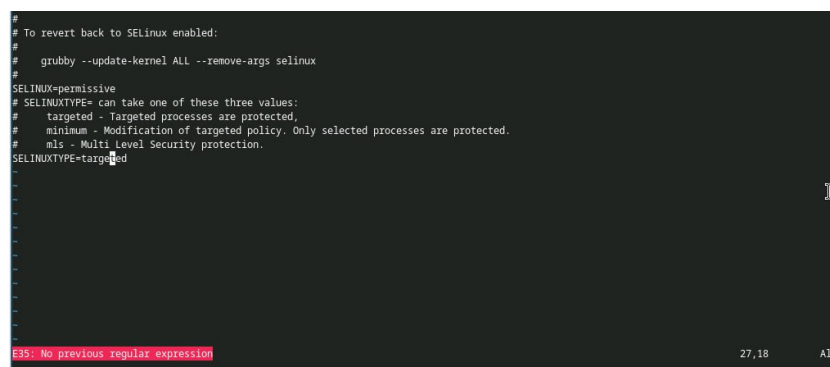 #
# To revert back to SELinux enabled:
#
#    grubby --update-kernel ALL --remove-args selinux
#
SELINUX=permissive
# SELINUXTYPE= can take one of these three values:
#     targeted - Targeted processes are protected,
#     minimum - Modification of targeted policy. Only selected processes are protected.
#     mls - Multi Level Security protection.
SELINUXTYPE=targeted
~
~
~
~
~
~
~
~
~
~
~
~
~
E35: No previous regular expression 27,18 Al